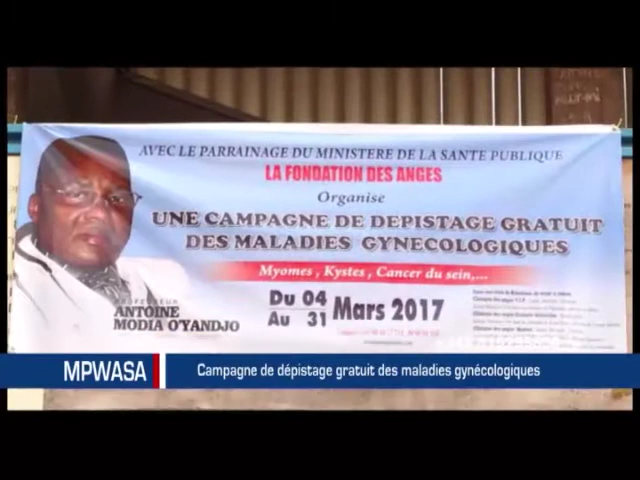 AVEC LE PARRAINAGE DU MINISTERE DE LA SANTE PUBLIQUE
LA FONDATION DES ANGES
Organise
UNE CAMPAGNE DE DEPISTAGE GRATUIT
DES MALADIES GYNECOLOGIQUES
Myomes , Kystes , Cancer du sein,...
PROFESSEUR
ANTOINE
MODIA O'YANDJO
Du 04
Au 31
Mars 2017
MPWASA
Campagne de dépistage gratuit des maladies gynécologiques